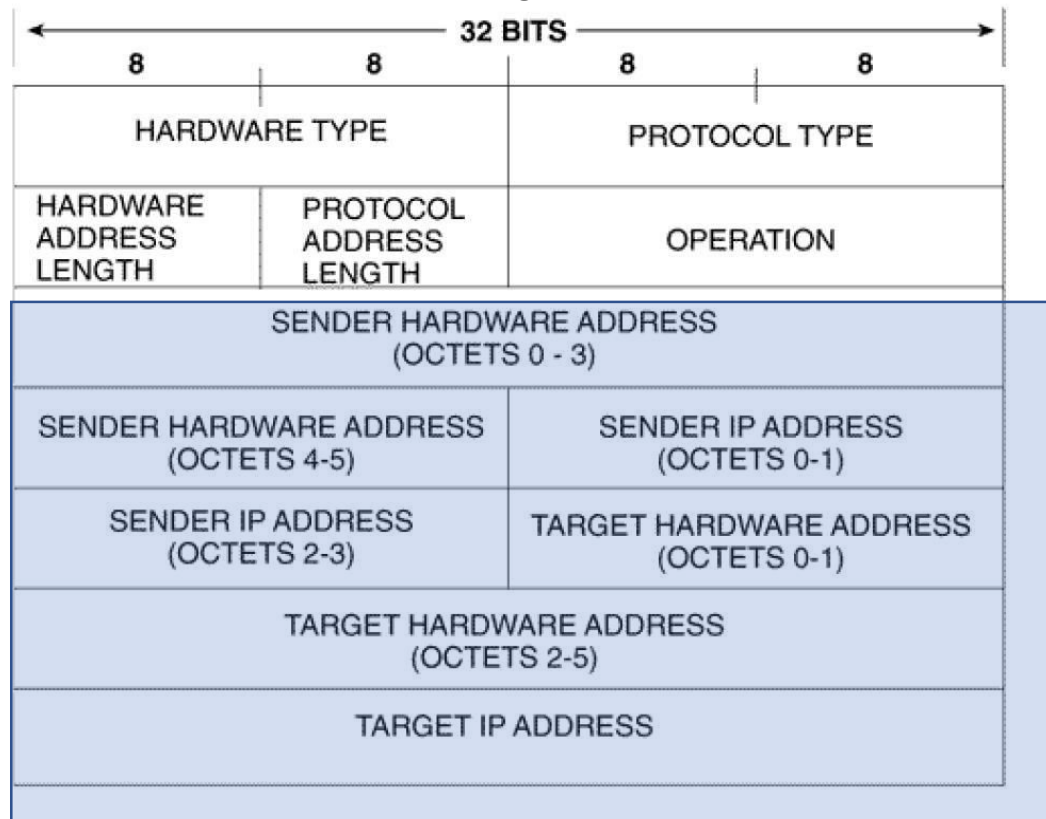 32 BITS
8 8 8 8
HARDWARE TYPE PROTOCOL TYPE
HARDWARE ADDRESS LENGTH
PROTOCOL ADDRESS LENGTH
OPERATION
SENDER HARDWARE ADDRESS
(OCTETS 0 - 3)
SENDER HARDWARE ADDRESS
(OCTETS 4-5)
SENDER IP ADDRESS
(OCTETS 0-1)
SENDER IP ADDRESS
(OCTETS 2-3)
TARGET HARDWARE ADDRESS
(OCTETS 0-1)
TARGET HARDWARE ADDRESS
(OCTETS 2-5)
TARGET IP ADDRESS